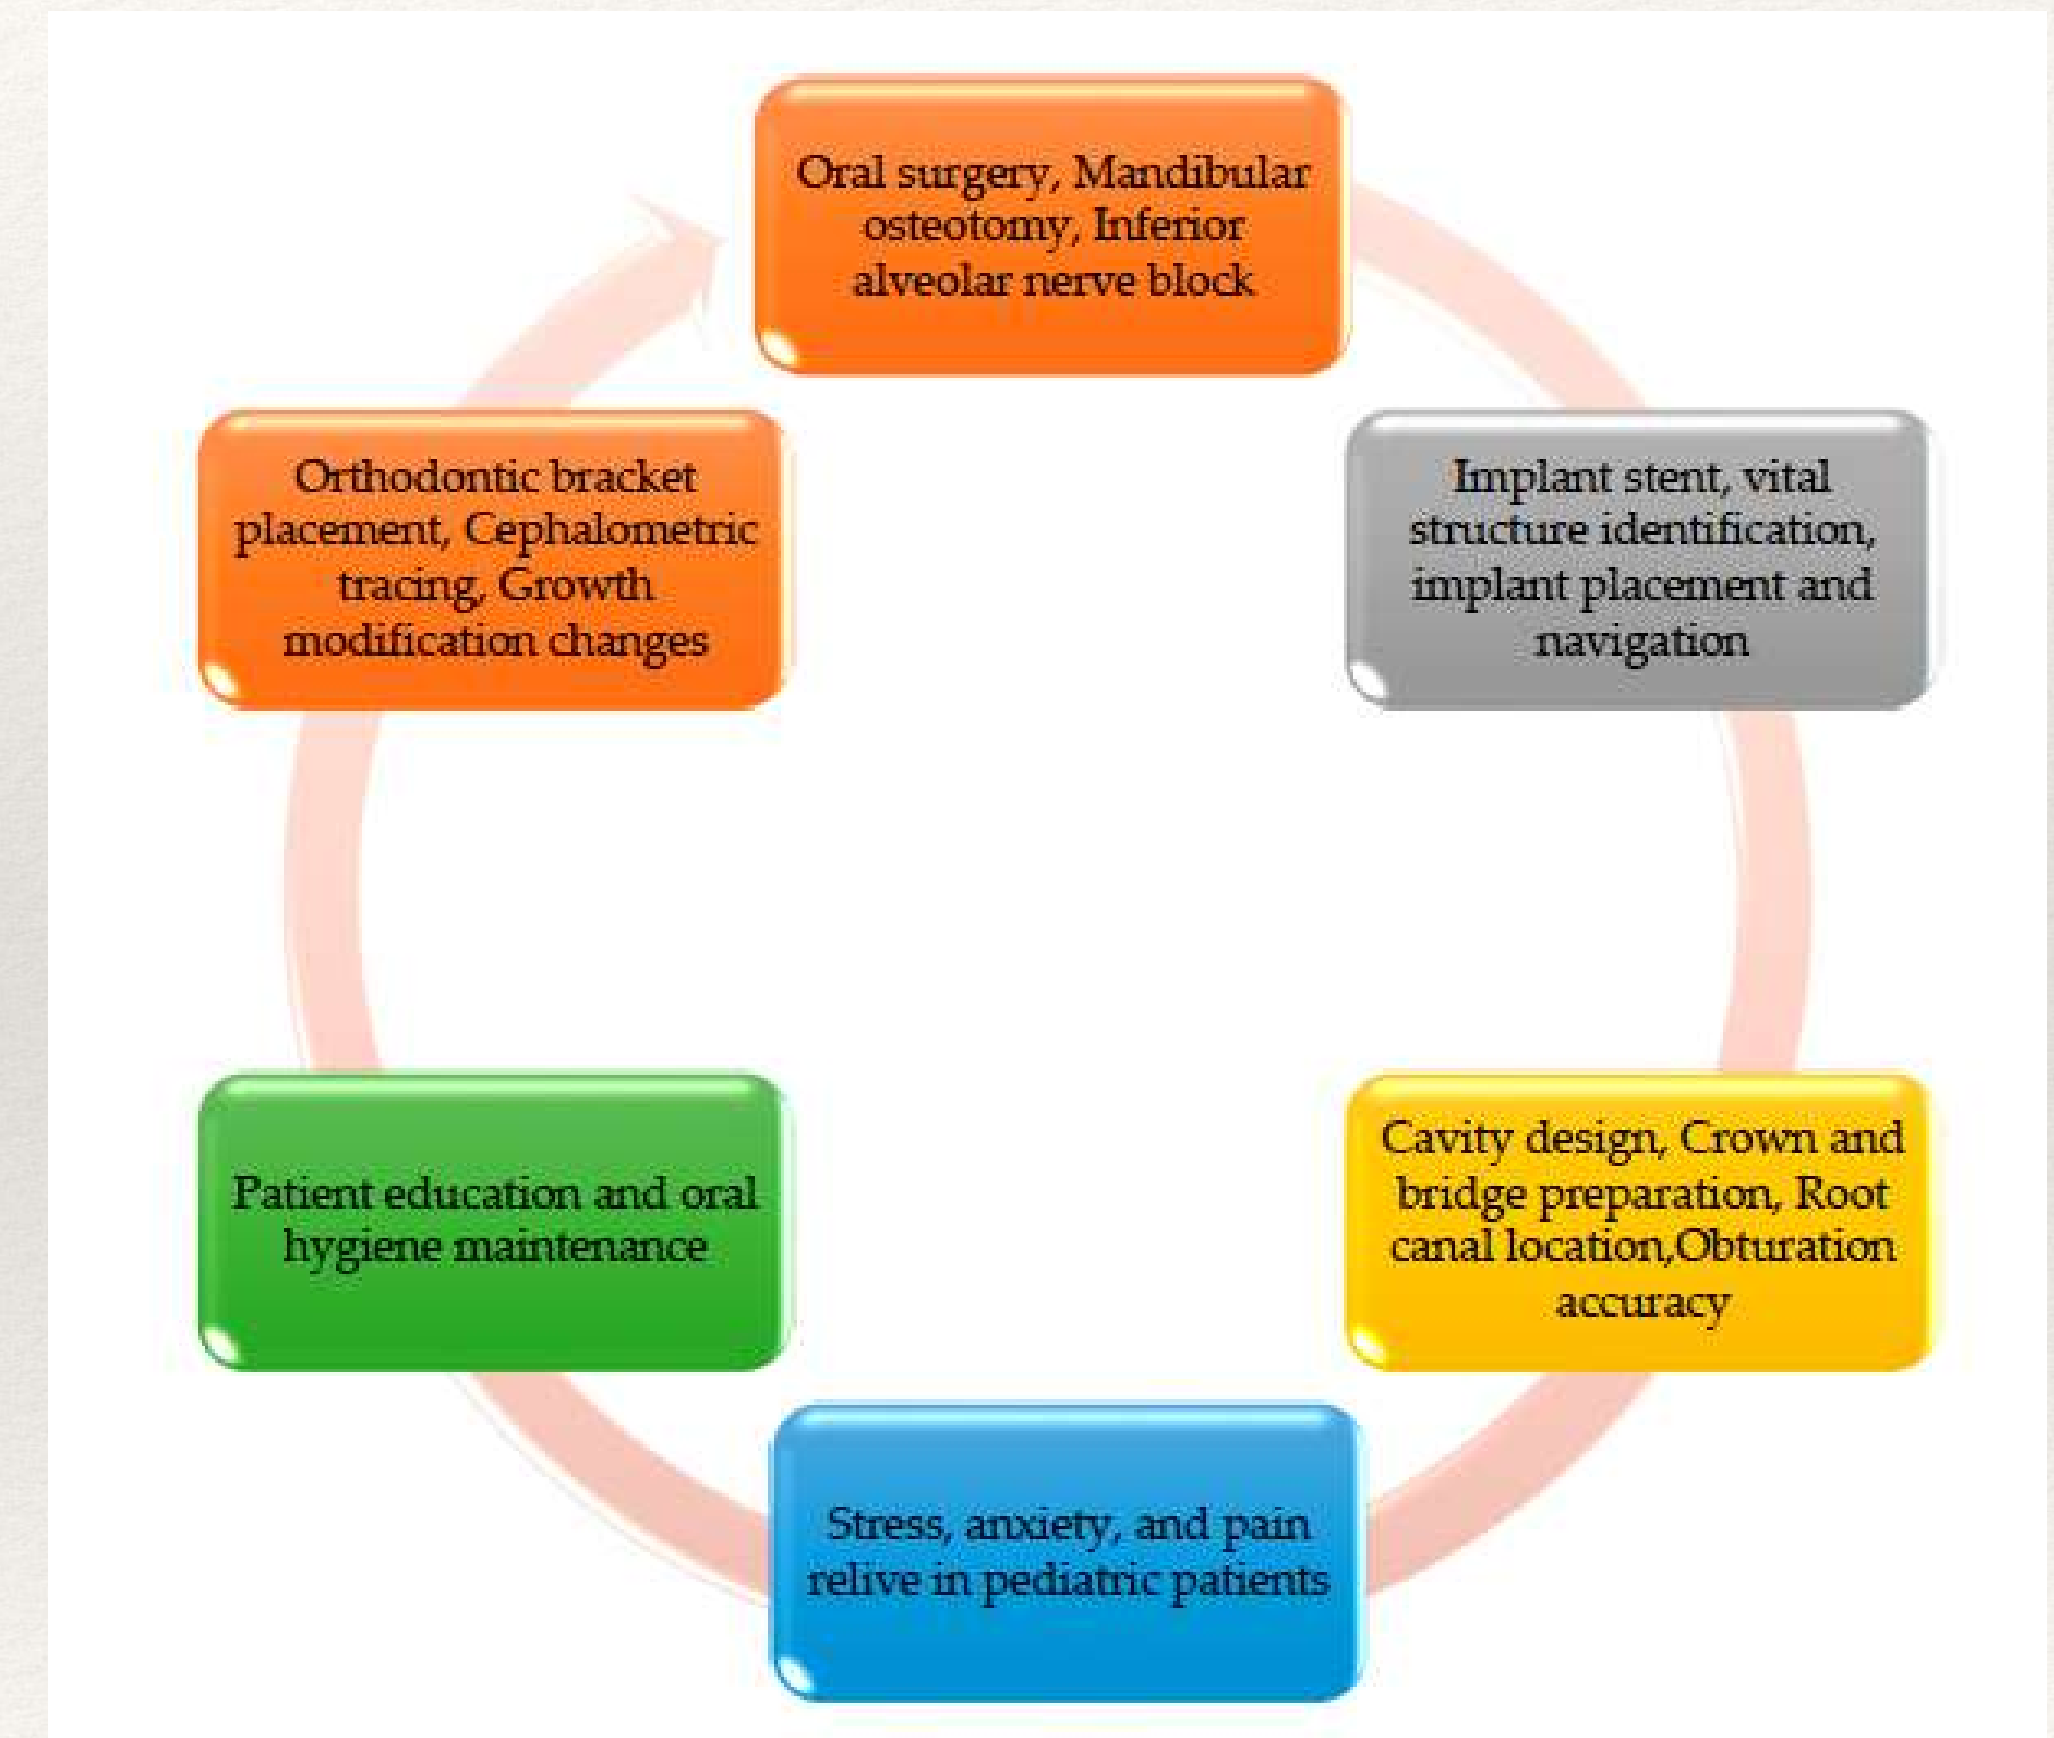 Oral surgery, Mandibular
osteotomy, Inferior
alveolar nerve block
Implant stent, vital
structure identification,
implant placement and
navigation
Cavity design, Crown and
bridge preparation, Root
canal location,Obturation
accuracy
Stress, anxiety, and pain
relive in pediatric patients
Patient education and oral
hygiene maintenance
Orthodontic bracket
placement, Cephalometric
tracing, Growth
modification changes